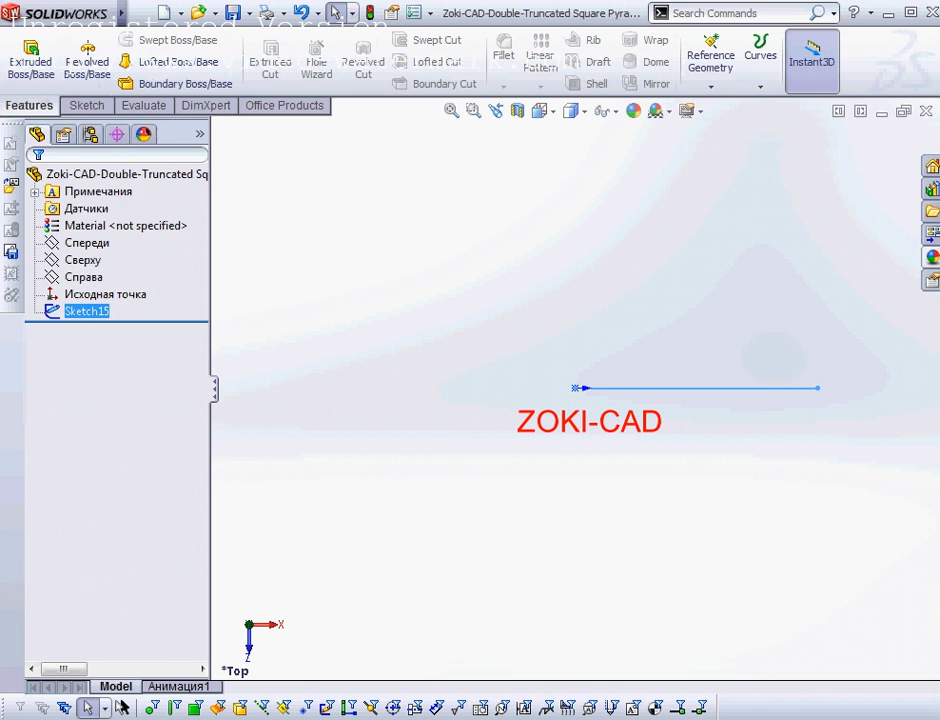 SOLIDWORKS
Zoki-CAD-Double-Truncated Square Pyra...
Search Commands
Unregistered Version
Extruded Boss/Base
Revolved Boss/Base
Swept Boss/Base
Lofted Boss/Base
Boundary Boss/Base
Extruded Cut
Hole Wizard
Revolved Cut
Swept Cut
Lofted Cut
Boundary Cut
Fillet
Linear Pattern
Rib
Draft
Shell
Wrap
Dome
Mirror
Reference Geometry
Curves
Instant3D
Features
Sketch
Evaluate
DimXpert
Office Products
Zoki-CAD-Double-Truncated Sq
Примечания
Датчики
Material <not specified>
Спереди
Сверху
Справа
Исходная точка
Sketch15
ZOKI-CAD
X
Z
*Top
Model
Анимация1